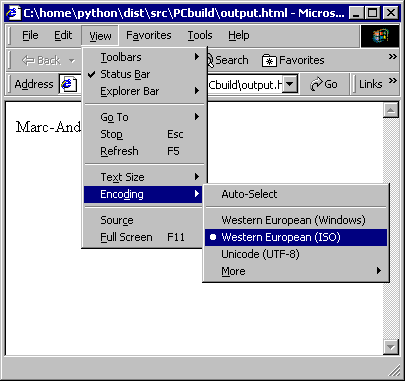 C:\home\python\dist\src\PCbuild\output.html - Micros...
File Edit View Favorites Tools Help
Back Search Favorites
Address Cbuild\output.h Go Links
Toolbars
Status Bar
Explorer Bar
Go To
Stop Esc
Refresh F5
Text Size
Encoding
Source
Full Screen F11
Auto-Select
Western European (Windows)
Western European (ISO)
Unicode (UTF-8)
More
Marc-And